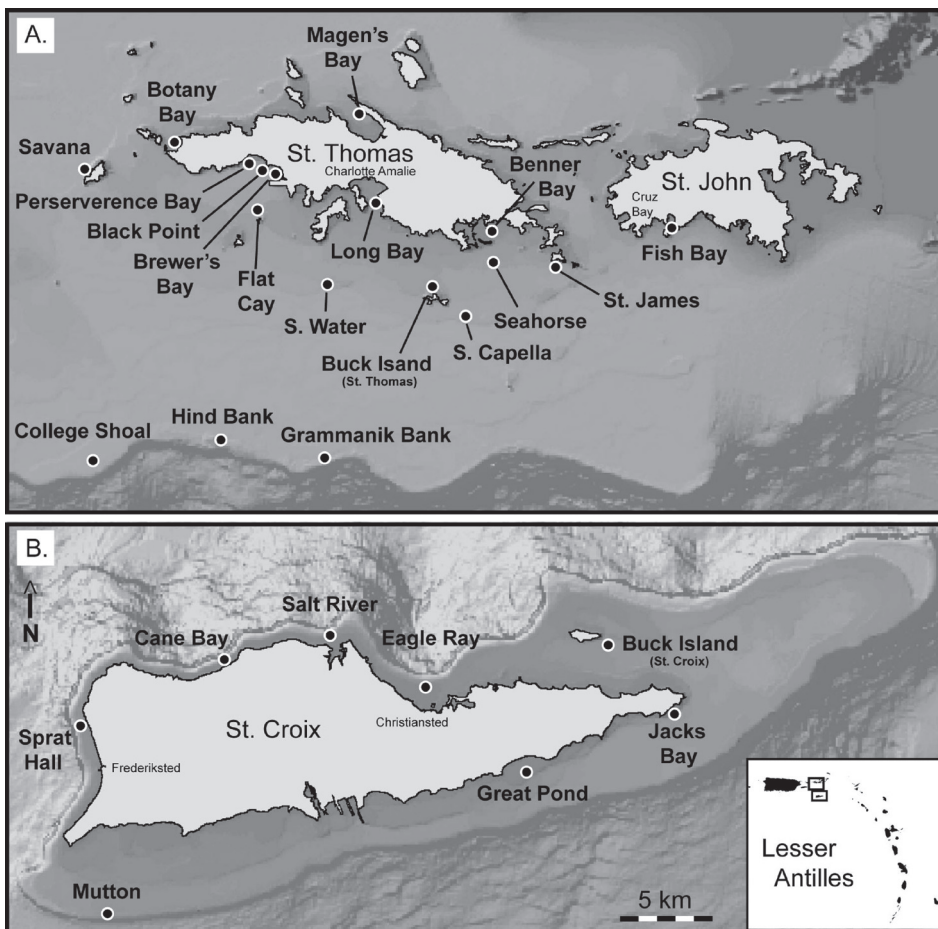 A.
Magen's
Bay
Botany
Bay
Savana
St. Thomas
Charlotte Amalie
Benner
Bay
St. John
Cruz
Bay
Perserverence Bay
Black Point
Brewer's
Bay
Flat
Cay
Long Bay
Fish Bay
S. Water
Seahorse
St. James
Buck Isand
(St. Thomas)
S. Capella
College Shoal
Hind Bank
Grammanik Bank
B.
N
Cane Bay
Salt River
Eagle Ray
Buck Island
(St. Croix)
Sprat
Hall
St. Croix
Christiansted
Frederiksted
Jacks
Bay
Great Pond
Mutton
5 km
Lesser
Antilles